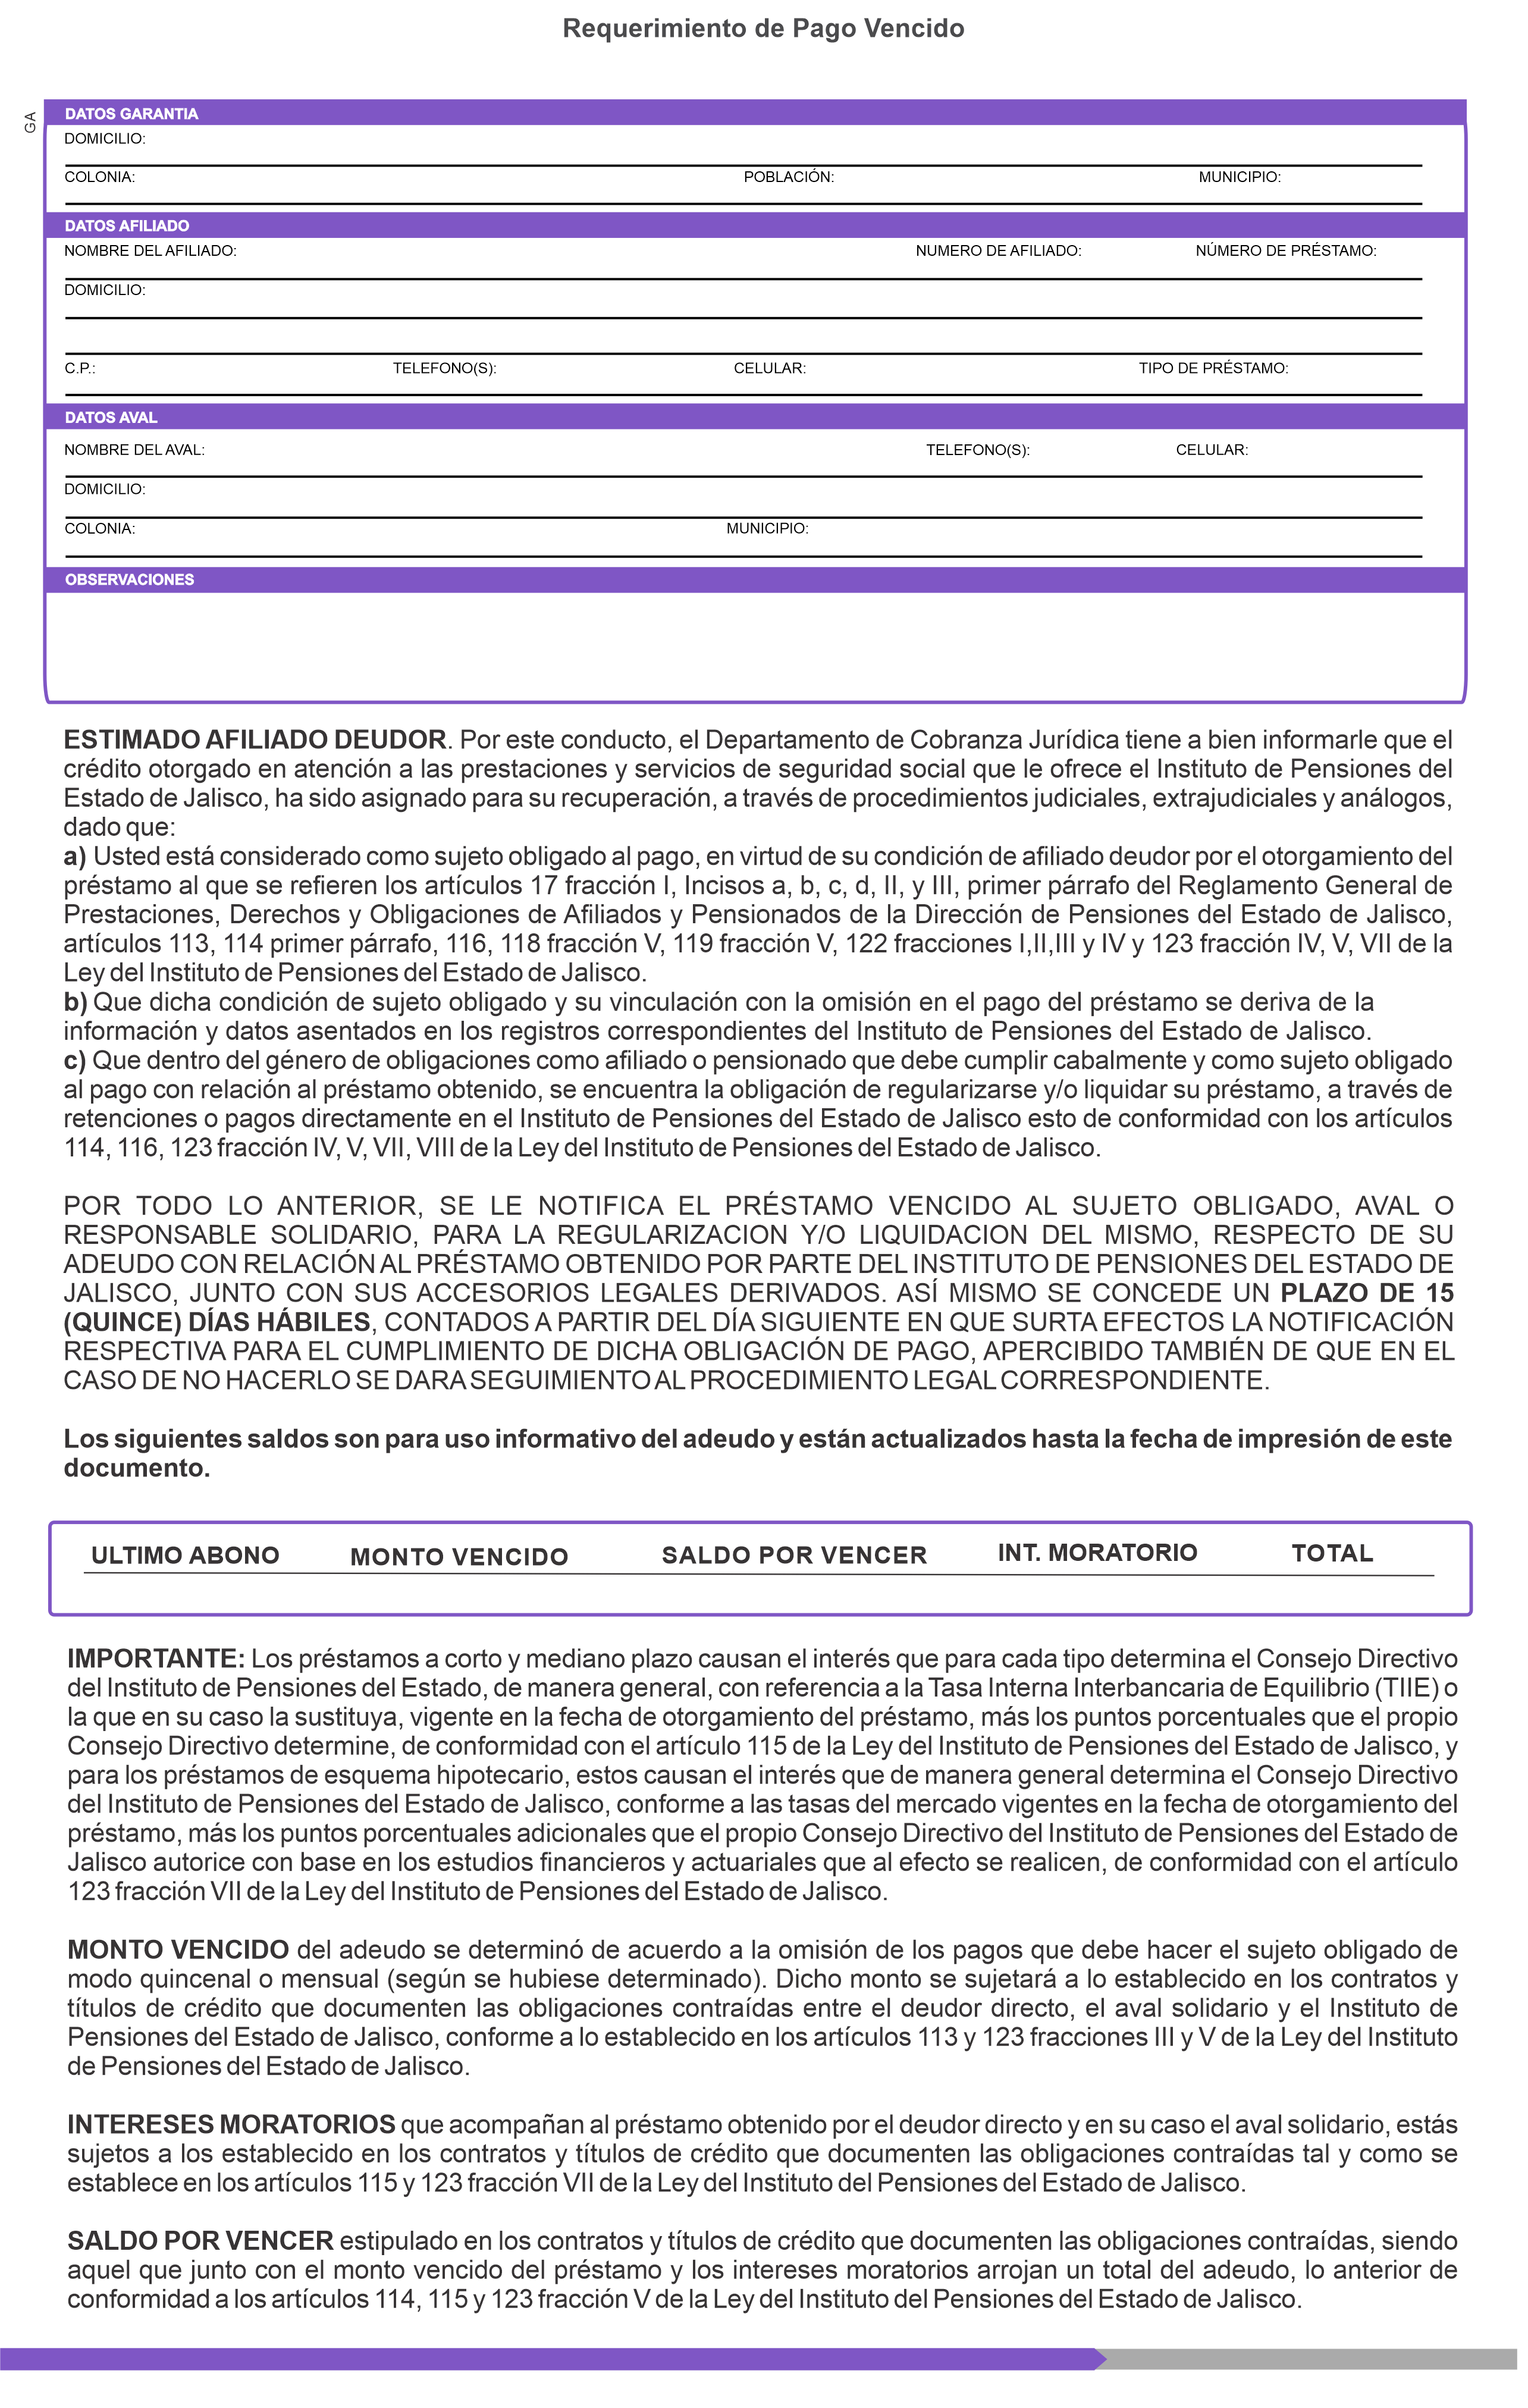 Requerimiento de Pago Vencido
GA
DATOS GARANTIA
DOMICILIO:
COLONIA: POBLACIÓN: MUNICIPIO:
DATOS AFILIADO
NOMBRE DEL AFILIADO: NUMERO DE AFILIADO: NÚMERO DE PRÉSTAMO:
DOMICILIO:
C.P.: TELEFONO(S): CELULAR: TIPO DE PRÉSTAMO:
DATOS AVAL
NOMBRE DEL AVAL: TELEFONO(S): CELULAR:
DOMICILIO:
COLONIA: MUNICIPIO:
OBSERVACIONES
ESTIMADO AFILIADO DEUDOR. Por este conducto, el Departamento de Cobranza Jurídica tiene a bien informarle que el
crédito otorgado en atención a las prestaciones y servicios de seguridad social que le ofrece el Instituto de Pensiones del
Estado de Jalisco, ha sido asignado para su recuperación, a través de procedimientos judiciales, extrajudiciales y análogos,
dado que:
a) Usted está considerado como sujeto obligado al pago, en virtud de su condición de afiliado deudor por el otorgamiento del
préstamo al que se refieren los artículos 17 fracción I, Incisos a, b, c, d, II, y III, primer párrafo del Reglamento General de
Prestaciones, Derechos y Obligaciones de Afiliados y Pensionados de la Dirección de Pensiones del Estado de Jalisco,
artículos 113, 114 primer párrafo, 116, 118 fracción V, 119 fracción V, 122 fracciones I,II,III y IV y 123 fracción IV, V, VII de la
Ley del Instituto de Pensiones del Estado de Jalisco.
b) Que dicha condición de sujeto obligado y su vinculación con la omisión en el pago del préstamo se deriva de la
información y datos asentados en los registros correspondientes del Instituto de Pensiones del Estado de Jalisco.
c) Que dentro del género de obligaciones como afiliado o pensionado que debe cumplir cabalmente y como sujeto obligado
al pago con relación al préstamo obtenido, se encuentra la obligación de regularizarse y/o liquidar su préstamo, a través de
retenciones o pagos directamente en el Instituto de Pensiones del Estado de Jalisco esto de conformidad con los artículos
114, 116, 123 fracción IV, V, VII, VIII de la Ley del Instituto de Pensiones del Estado de Jalisco.
POR TODO LO ANTERIOR, SE LE NOTIFICA EL PRÉSTAMO VENCIDO AL SUJETO OBLIGADO, AVAL O
RESPONSABLE SOLIDARIO, PARA LA REGULARIZACION Y/O LIQUIDACION DEL MISMO, RESPECTO DE SU
ADEUDO CON RELACIÓN AL PRÉSTAMO OBTENIDO POR PARTE DEL INSTITUTO DE PENSIONES DEL ESTADO DE
JALISCO, JUNTO CON SUS ACCESORIOS LEGALES DERIVADOS. ASÍ MISMO SE CONCEDE UN PLAZO DE 15
(QUINCE) DÍAS HÁBILES, CONTADOS A PARTIR DEL DÍA SIGUIENTE EN QUE SURTA EFECTOS LA NOTIFICACIÓN
RESPECTIVA PARA EL CUMPLIMIENTO DE DICHA OBLIGACIÓN DE PAGO, APERCIBIDO TAMBIÉN DE QUE EN EL
CASO DE NO HACERLO SE DARA SEGUIMIENTO AL PROCEDIMIENTO LEGAL CORRESPONDIENTE.
Los siguientes saldos son para uso informativo del adeudo y están actualizados hasta la fecha de impresión de este
documento.
ULTIMO ABONO MONTO VENCIDO SALDO POR VENCER INT. MORATORIO TOTAL
IMPORTANTE: Los préstamos a corto y mediano plazo causan el interés que para cada tipo determina el Consejo Directivo
del Instituto de Pensiones del Estado, de manera general, con referencia a la Tasa Interna Interbancaria de Equilibrio (TIIE) o
la que en su caso la sustituya, vigente en la fecha de otorgamiento del préstamo, más los puntos porcentuales que el propio
Consejo Directivo determine, de conformidad con el artículo 115 de la Ley del Instituto de Pensiones del Estado de Jalisco, y
para los préstamos de esquema hipotecario, estos causan el interés que de manera general determina el Consejo Directivo
del Instituto de Pensiones del Estado de Jalisco, conforme a las tasas del mercado vigentes en la fecha de otorgamiento del
préstamo, más los puntos porcentuales adicionales que el propio Consejo Directivo del Instituto de Pensiones del Estado de
Jalisco autorice con base en los estudios financieros y actuariales que al efecto se realicen, de conformidad con el artículo
123 fracción VII de la Ley del Instituto de Pensiones del Estado de Jalisco.
MONTO VENCIDO del adeudo se determinó de acuerdo a la omisión de los pagos que debe hacer el sujeto obligado de
modo quincenal o mensual (según se hubiese determinado). Dicho monto se sujetará a lo establecido en los contratos y
títulos de crédito que documenten las obligaciones contraídas entre el deudor directo, el aval solidario y el Instituto de
Pensiones del Estado de Jalisco, conforme a lo establecido en los artículos 113 y 123 fracciones III y V de la Ley del Instituto
de Pensiones del Estado de Jalisco.
INTERESES MORATORIOS que acompañan al préstamo obtenido por el deudor directo y en su caso el aval solidario, estás
sujetos a los establecido en los contratos y títulos de crédito que documenten las obligaciones contraídas tal y como se
establece en los artículos 115 y 123 fracción VII de la Ley del Instituto del Pensiones del Estado de Jalisco.
SALDO POR VENCER estipulado en los contratos y títulos de crédito que documenten las obligaciones contraídas, siendo
aquel que junto con el monto vencido del préstamo y los intereses moratorios arrojan un total del adeudo, lo anterior de
conformidad a los artículos 114, 115 y 123 fracción V de la Ley del Instituto del Pensiones del Estado de Jalisco.